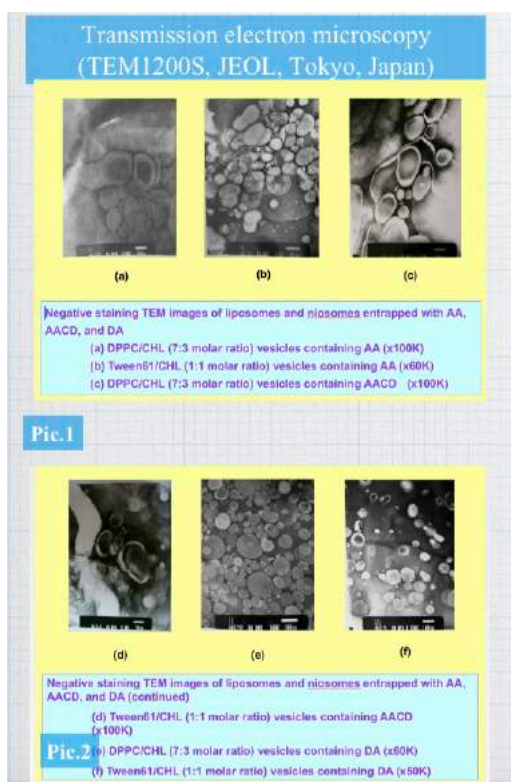 Transmission electron microscopy
(TEM1200S, JEOL, Tokyo, Japan)
(a)
(b)
(c)
Negative staining TEM images of liposomes and niosomes entrapped with AA,
AACD, and DA
(a) DPPC/CHL (7:3 molar ratio) vesicles containing AA (x100K)
(b) Tween61/CHL (1:1 molar ratio) vesicles containing AA (x60K)
(c) DPPC/CHL (7:3 molar ratio) vesicles containing AACD (x100K)
Pic.1
(d)
(e)
(f)
Negative staining TEM images of liposomes and niosomes entrapped with AA,
AACD, and DA (continued)
(d) Tween61/CHL (1:1 molar ratio) vesicles containing AACD
(x100K)
Pic.2
(e) DPPC/CHL (7:3 molar ratio) vesicles containing DA (x60K)
(f) Tween61/CHL (1:1 molar ratio) vesicles containing DA (x50K)